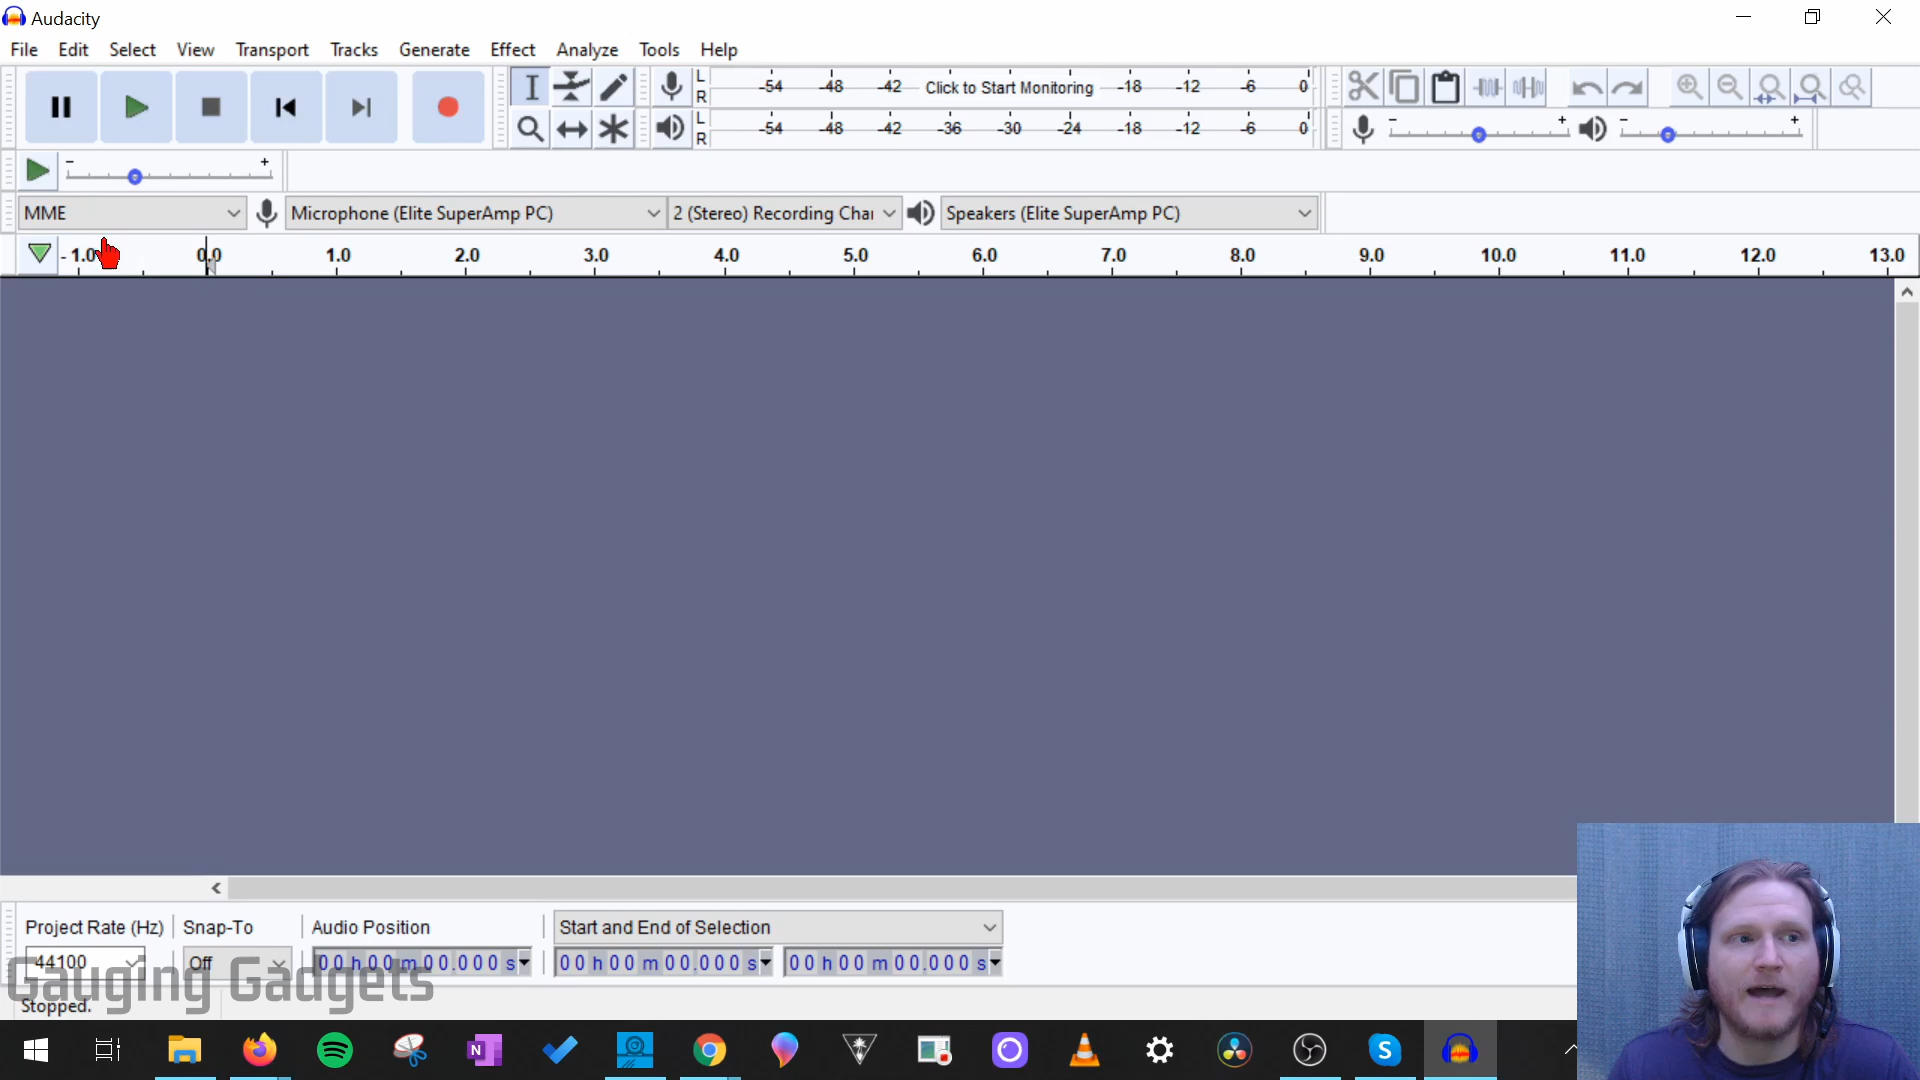 Audacity
File Edit Select View Transport Tracks Generate Effect Analyze Tools Help
L -54 -48 -42 Click to Start Monitoring -18 -12 -6 0
R
L -54 -48 -42 -36 -30 -24 -18 -12 -6 0
R
- + - +
- +
MME Microphone (Elite SuperAmp PC) 2 (Stereo) Recording Chai Speakers (Elite SuperAmp PC)
-1.0 0.0 1.0 2.0 3.0 4.0 5.0 6.0 7.0 8.0 9.0 10.0 11.0 12.0 13.0
Project Rate (Hz) Snap-To Audio Position Start and End of Selection
44100 Off 00 h 00 m 00.000 s 00 h 00 m 00.000 s 00 h 00 m 00.000 s
Gauging Gadgets
Stopped.